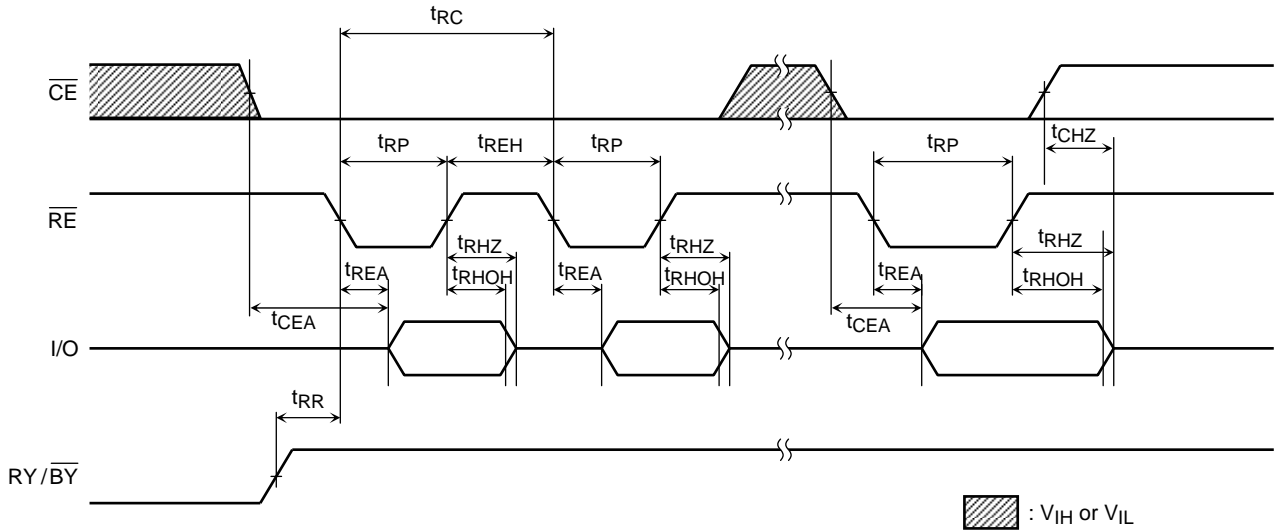 tRC
CE
tCHZ
tRP tREH tRP tRP
RE
tRHZ tRHZ tRHZ
tREA tRHOH tREA tRHOH tREA tRHOH
tCEA tCEA
I/O
tRR
RY/BY
: VIH or VIL